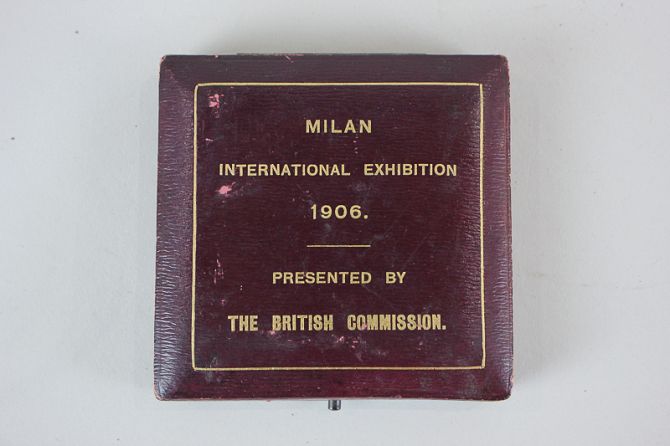 MILAN
INTERNATIONAL EXHIBITION
1906.
PRESENTED BY
THE BRITISH COMMISSION.